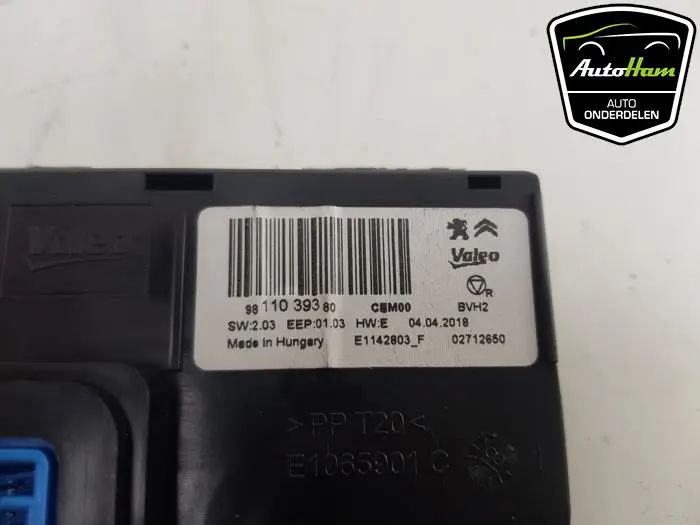 AutoHam
AUTO
ONDERDELEN
Valeo
Valeo
R
98 110 393 80 CEM00 BVH2
SW:2.03 EEP:01.03 HW:E 04.04.2018
Made in Hungary E1142803_F 02712650
>PP T20<
E1065901 C